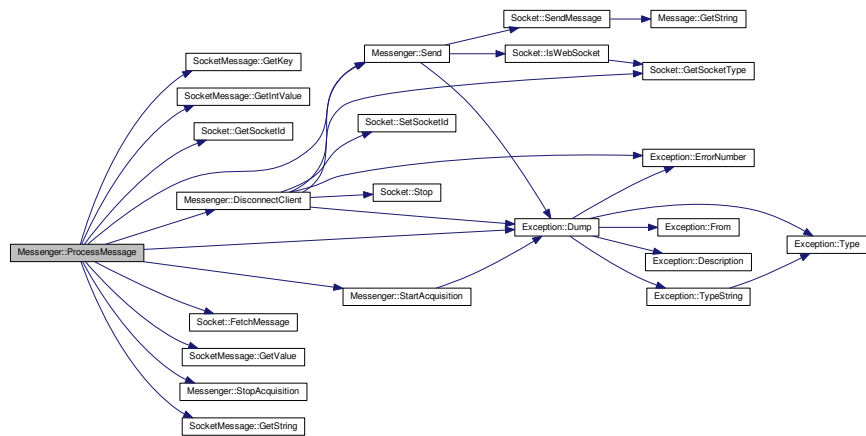 Socket::SendMessage
Message::GetString
Messenger::Send
Socket::IsWebSocket
SocketMessage::GetKey
Socket::GetSocketType
SocketMessage::GetIntValue
Socket::SetSocketId
Socket::GetSocketId
Exception::ErrorNumber
Socket::Stop
Messenger::DisconnectClient
Exception::Dump
Exception::From
Exception::Type
Messenger::ProcessMessage
Exception::Description
Messenger::StartAcquisition
Exception::TypeString
Socket::FetchMessage
SocketMessage::GetValue
Messenger::StopAcquisition
SocketMessage::GetString